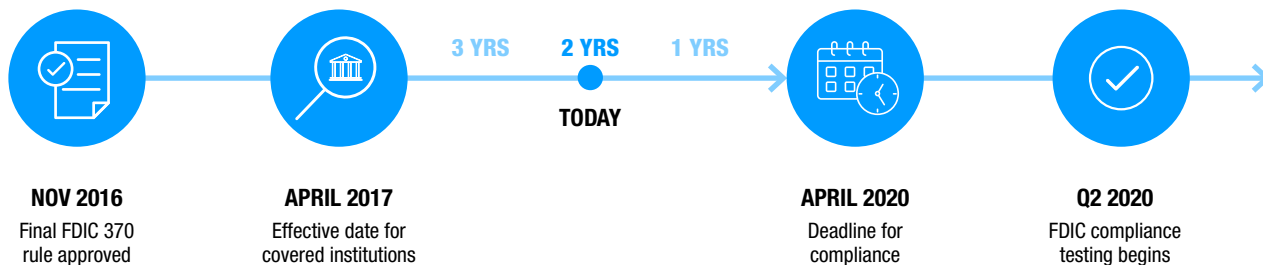 3 YRS
2 YRS
1 YRS
TODAY
NOV 2016
Final FDIC 370
rule approved
APRIL 2017
Effective date for
covered institutions
APRIL 2020
Deadline for
compliance
Q2 2020
FDIC compliance
testing begins